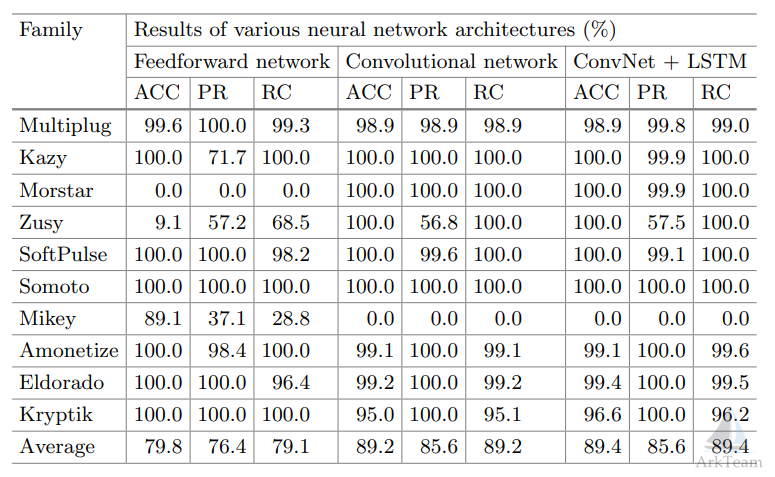 Family Results of various neural network architectures (%)
Feedforward network Convolutional network ConvNet + LSTM
ACC PR RC ACC PR RC ACC PR RC
Multiplug 99.6 100.0 99.3 98.9 98.9 98.9 98.9 99.8 99.0
Kazy 100.0 71.7 100.0 100.0 100.0 100.0 100.0 99.9 100.0
Morstar 0.0 0.0 0.0 100.0 100.0 100.0 100.0 99.9 100.0
Zusy 9.1 57.2 68.5 100.0 56.8 100.0 100.0 57.5 100.0
SoftPulse 100.0 100.0 98.2 100.0 99.6 100.0 100.0 99.1 100.0
Somoto 100.0 100.0 100.0 100.0 100.0 100.0 100.0 100.0 100.0
Mikey 89.1 37.1 28.8 0.0 0.0 0.0 0.0 0.0 0.0
Amonetize 100.0 98.4 100.0 99.1 100.0 99.1 99.1 100.0 99.6
Eldorado 100.0 100.0 96.4 99.2 100.0 99.2 99.4 100.0 99.5
Kryptik 100.0 100.0 100.0 95.0 100.0 95.1 96.6 100.0 96.2
Average 79.8 76.4 79.1 89.2 85.6 89.2 89.4 85.6 89.4
ArkTeam